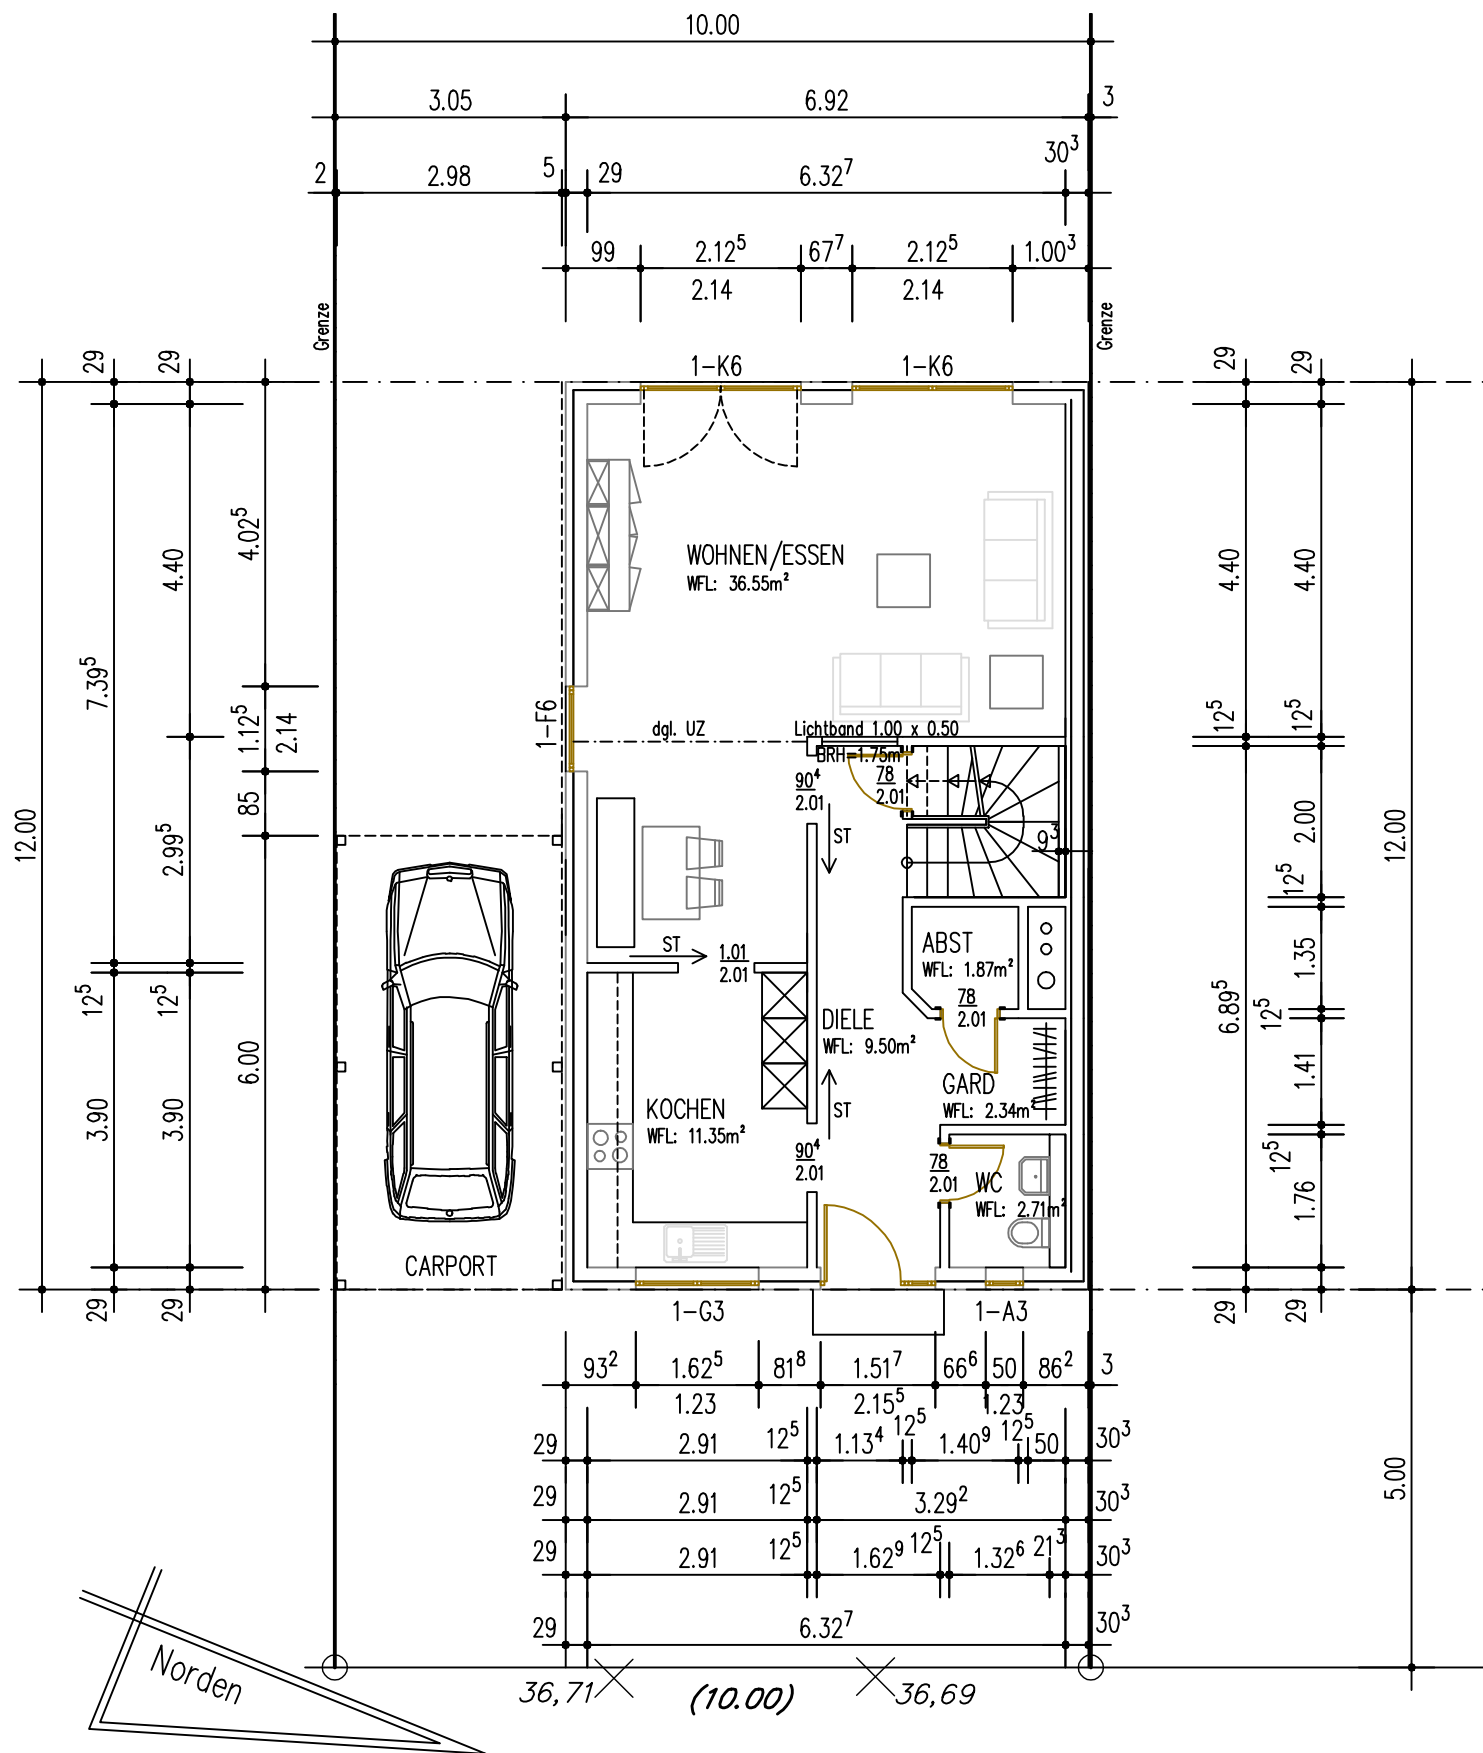 10.00
3.05 6.92 3
2 2.98 5 29 6.32⁷ 30³
99 2.12⁵ 67⁷ 2.12⁵ 1.00³
2.14 2.14
Grenze Grenze
1-K6 1-K6
29 29 29 29
12.00
7.39⁵
12⁵
3.90
29
4.40
2.99⁵
12⁵
3.90
29
4.02⁵
1.12⁵
2.14
85
6.00
1-F6
WOHNEN/ESSEN
WFL: 36.55m²
dgl. UZ
Lichtband 1.00 x 0.50
BRH=1.75m
90⁴
2.01
78
2.01
ST
9³
ST
1.01
2.01
ABST
WFL: 1.87m²
78
2.01
DIELE
WFL: 9.50m²
GARD
WFL: 2.34m²
KOCHEN
WFL: 11.35m²
ST
90⁴
2.01
78
2.01
WC
WFL: 2.71m²
CARPORT
1-G3 1-A3
4.40
12⁵
6.89⁵
29
4.40
12⁵
2.00
12⁵
1.35
12⁵
1.41
12⁵
1.76
29
12.00
5.00
93² 1.62⁵ 81⁸ 1.51⁷ 66⁶ 50 86² 3
1.23 2.15⁵ 1.23
29 2.91 12⁵ 1.13⁴ 12⁵ 1.40⁹ 12⁵ 50 30³
29 2.91 12⁵ 3.29² 30³
29 2.91 12⁵ 1.62⁹ 12⁵ 1.32⁶ 21³ 30³
29 6.32⁷ 30³
Norden
36,71 (10.00) 36,69